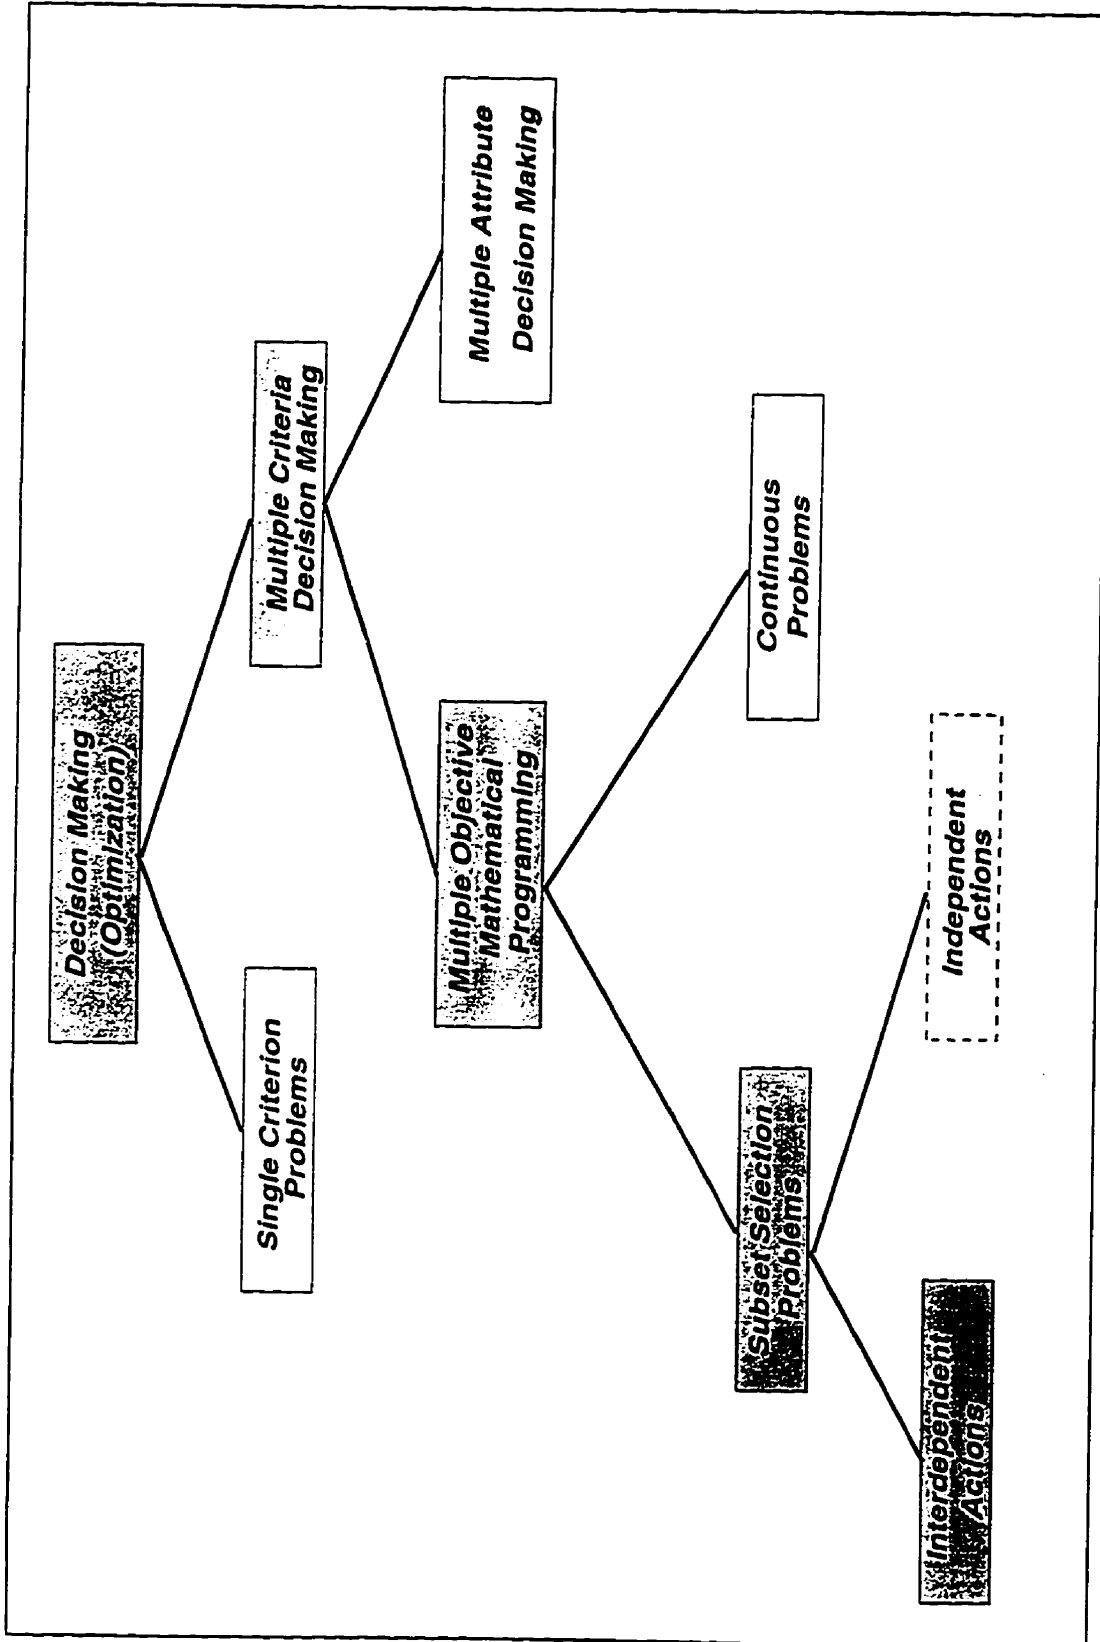 Decision Making
(Optimization)
Single Criterion
Problems
Multiple Criteria
Decision Making
Multiple Objective
Mathematical
Programming
Multiple Attribute
Decision Making
Subset Selection
Problems
Continuous
Problems
Interdependent
Actions
Independent
Actions